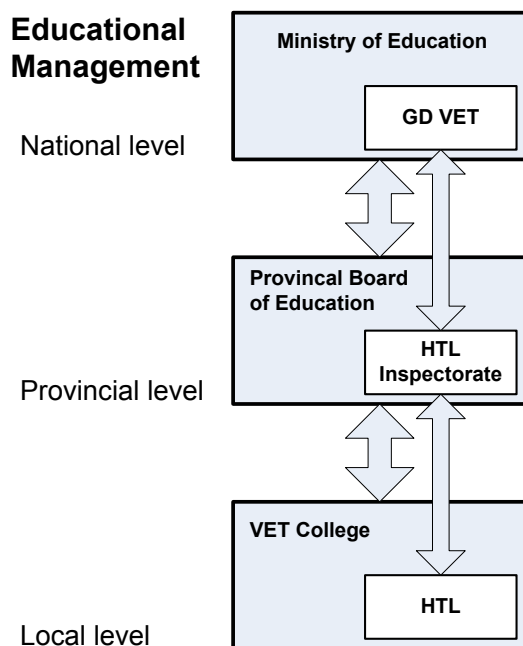 Educational
Management
Ministry of Education
GD VET
National level
Provincal Board
of Education
HTL
Inspectorate
Provincial level
VET College
HTL
Local level